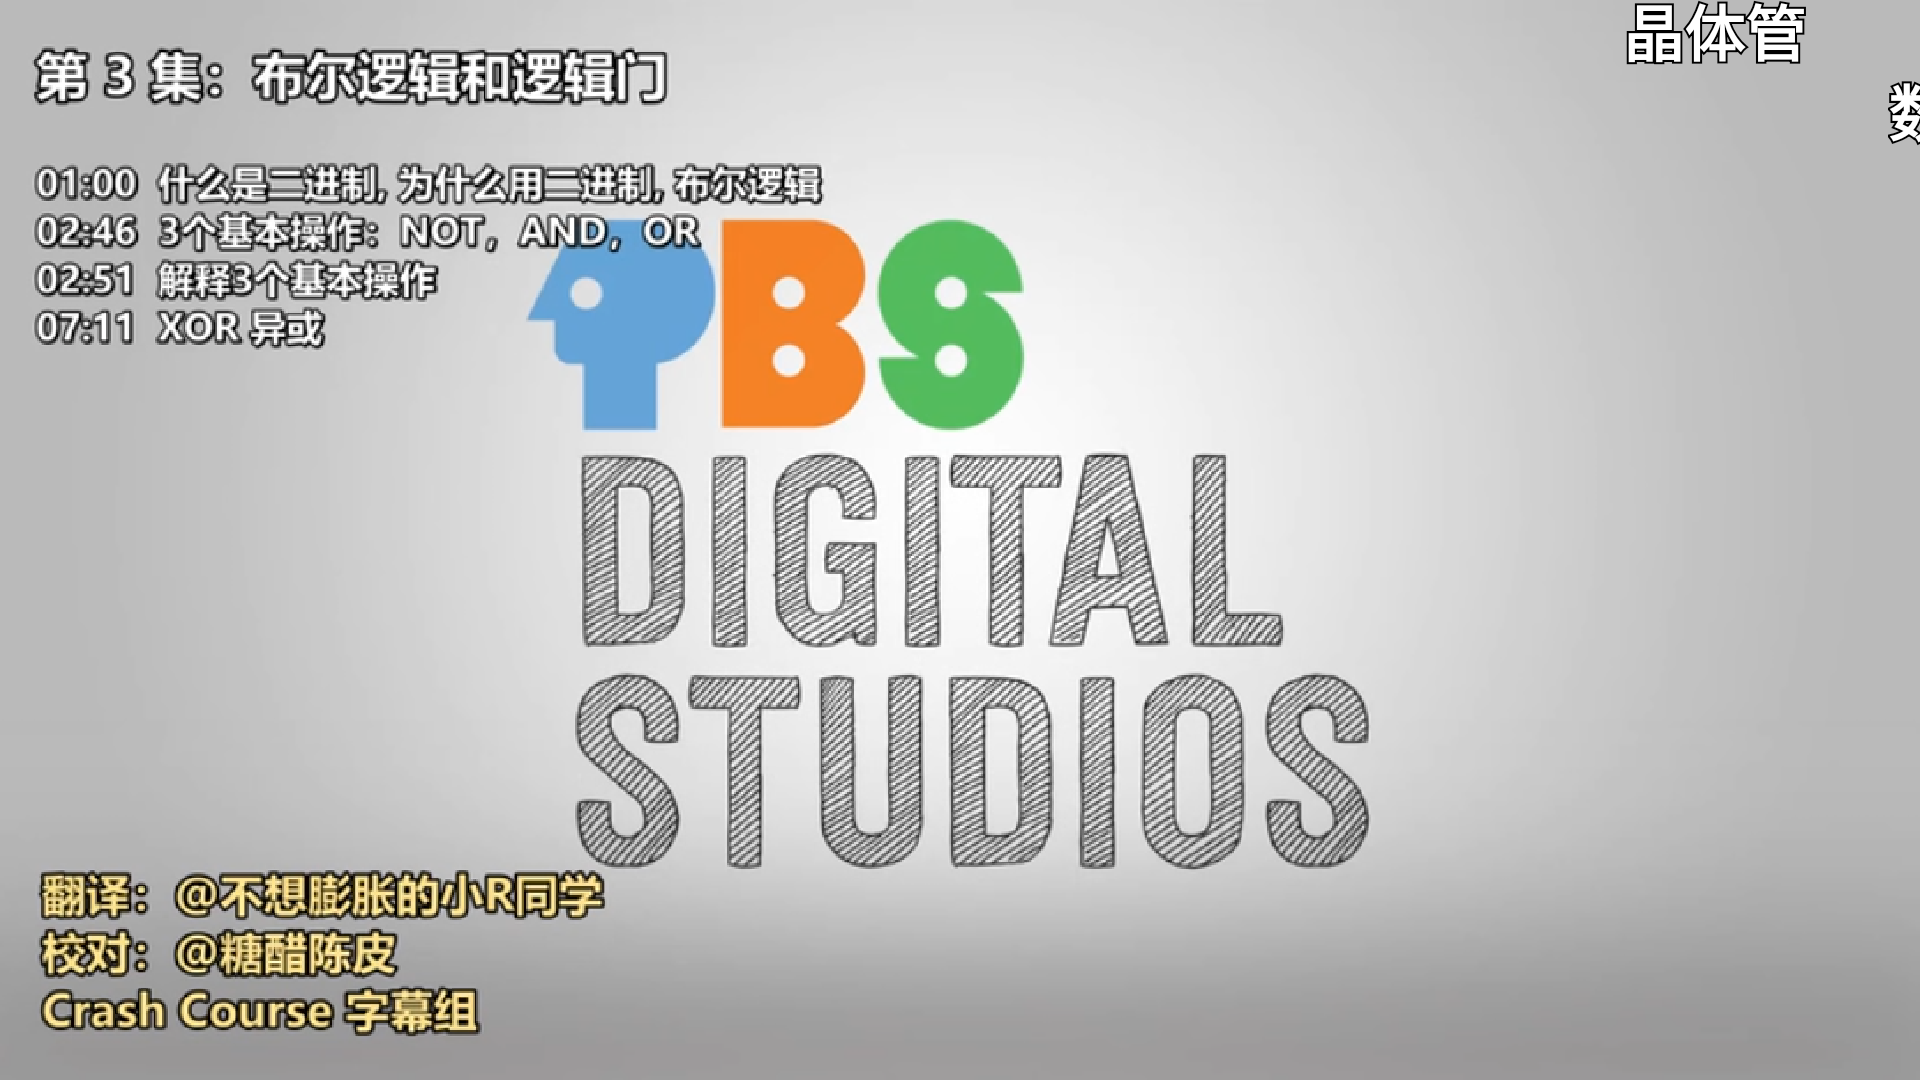 第 3 集：布尔逻辑和逻辑门
晶体管
数
01:00 什么是二进制, 为什么用二进制, 布尔逻辑
02:46 3个基本操作：NOT，AND，OR
02:51 解释3个基本操作
07:11 XOR 异或
PBS
DIGITAL
STUDIOS
翻译：@不想膨胀的小R同学
校对：@糖醋陈皮
Crash Course 字幕组